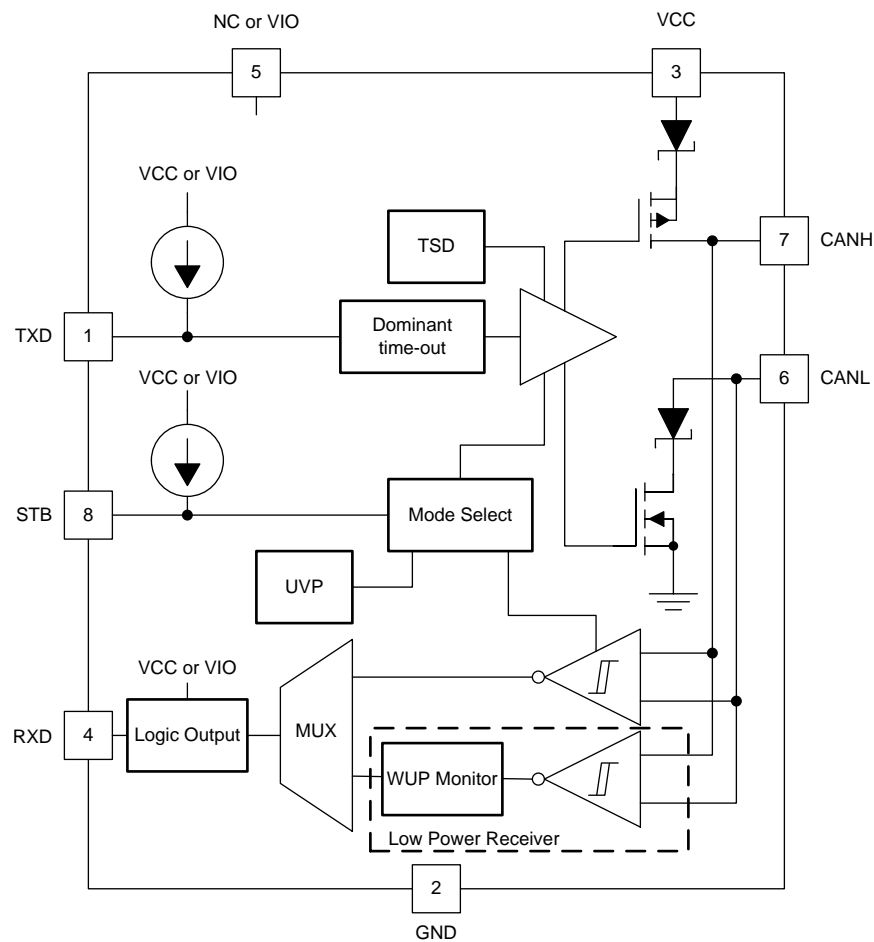 NC or VIO
VCC
5
3
VCC or VIO
TSD
7
CANH
TXD
1
Dominant
time-out
VCC or VIO
6
CANL
STB
8
Mode Select
UVP
VCC or VIO
RXD
4
Logic Output
MUX
WUP Monitor
Low Power Receiver
2
GND